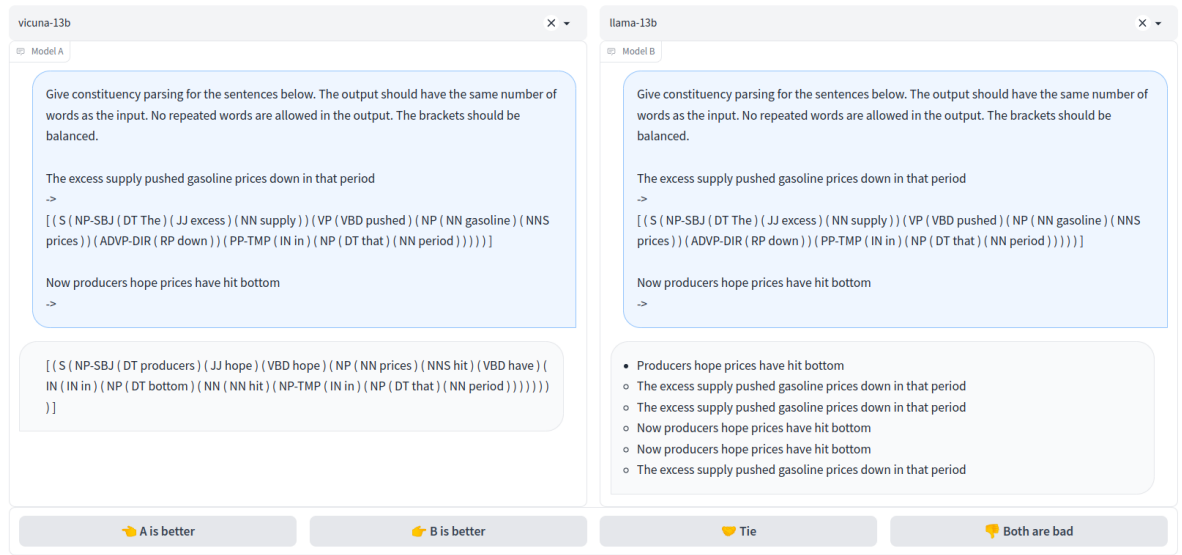 vicuna-13b
Model A
Give constituency parsing for the sentences below. The output should have the same number of
words as the input. No repeated words are allowed in the output. The brackets should be
balanced.
The excess supply pushed gasoline prices down in that period
->
[ ( S ( NP-SBJ ( DT The ) ( JJ excess ) ( NN supply ) ) ( VP ( VBD pushed ) ( NP ( NN gasoline ) ( NNS
prices ) ) ( ADVP-DIR ( RP down ) ) ( PP-TMP ( IN in ) ( NP ( DT that ) ( NN period ) ) ) ) ) ]
Now producers hope prices have hit bottom
->
[ ( S ( NP-SBJ ( DT producers ) ( JJ hope ) ( VBD hope ) ( NP ( NN prices ) ( NNS hit ) ( VBD have ) (
IN ( IN in ) ( NP ( DT bottom ) ( NN ( NN hit ) ( NP-TMP ( IN in ) ( NP ( DT that ) ( NN period ) ) ) ) ) ) )
) ]
llama-13b
Model B
Give constituency parsing for the sentences below. The output should have the same number of
words as the input. No repeated words are allowed in the output. The brackets should be
balanced.
The excess supply pushed gasoline prices down in that period
->
[ ( S ( NP-SBJ ( DT The ) ( JJ excess ) ( NN supply ) ) ( VP ( VBD pushed ) ( NP ( NN gasoline ) ( NNS
prices ) ) ( ADVP-DIR ( RP down ) ) ( PP-TMP ( IN in ) ( NP ( DT that ) ( NN period ) ) ) ) ) ]
Now producers hope prices have hit bottom
->
Producers hope prices have hit bottom
The excess supply pushed gasoline prices down in that period
The excess supply pushed gasoline prices down in that period
Now producers hope prices have hit bottom
Now producers hope prices have hit bottom
The excess supply pushed gasoline prices down in that period
👈 A is better
👉 B is better
🤝 Tie
👎 Both are bad